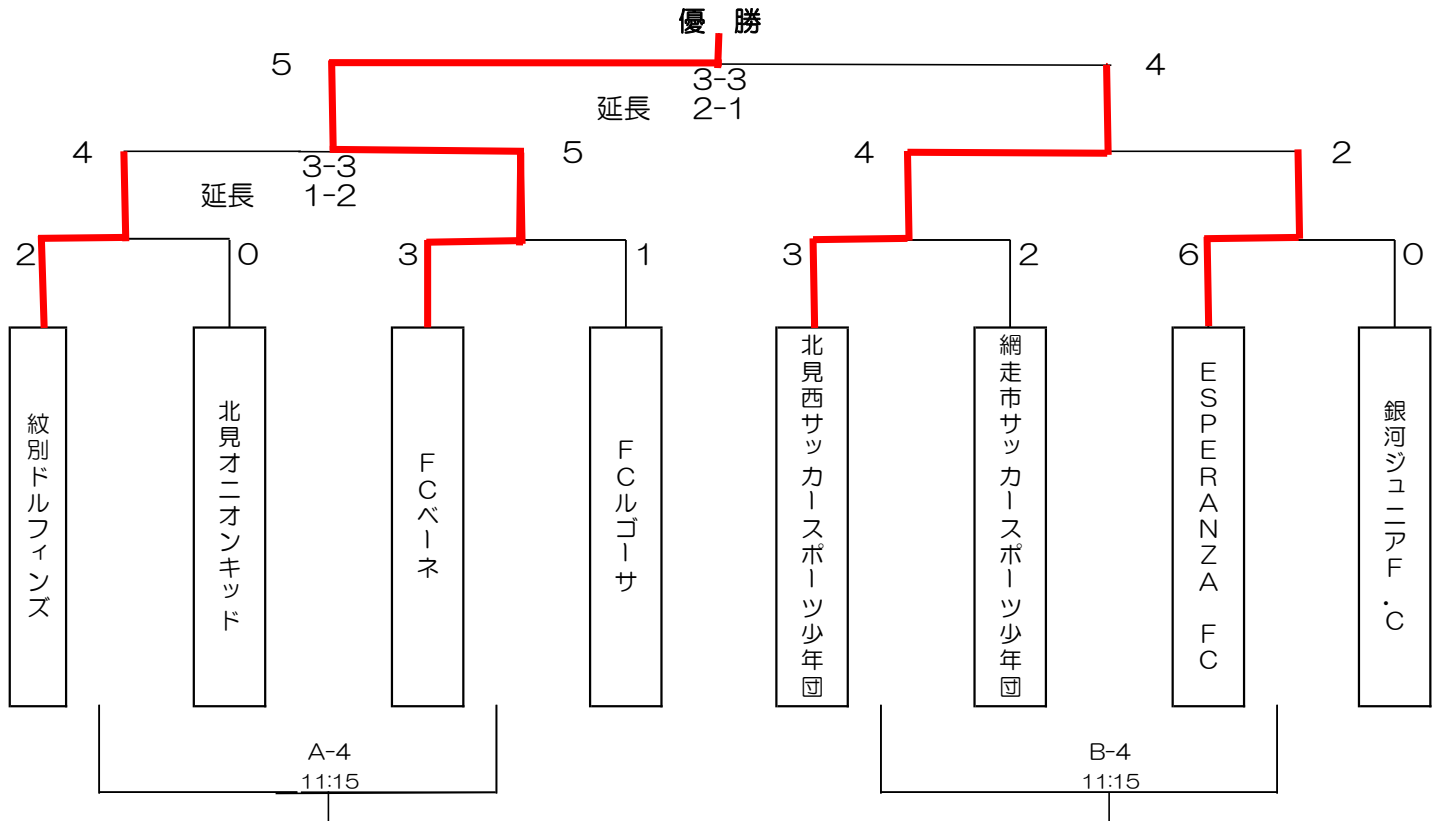 優 勝
5
4
3-3
延長 2-1
4
5
4
2
3-3
延長 1-2
2
0
3
1
3
2
6
0
紋別ドルフィンズ
北見オニオンキッド
FCベーネ
FCルゴーサ
北見西サッカースポーツ少年団
網走市サッカースポーツ少年団
ESPERANZA FC
銀河ジュニアF.C
A-4
11:15
B-4
11:15